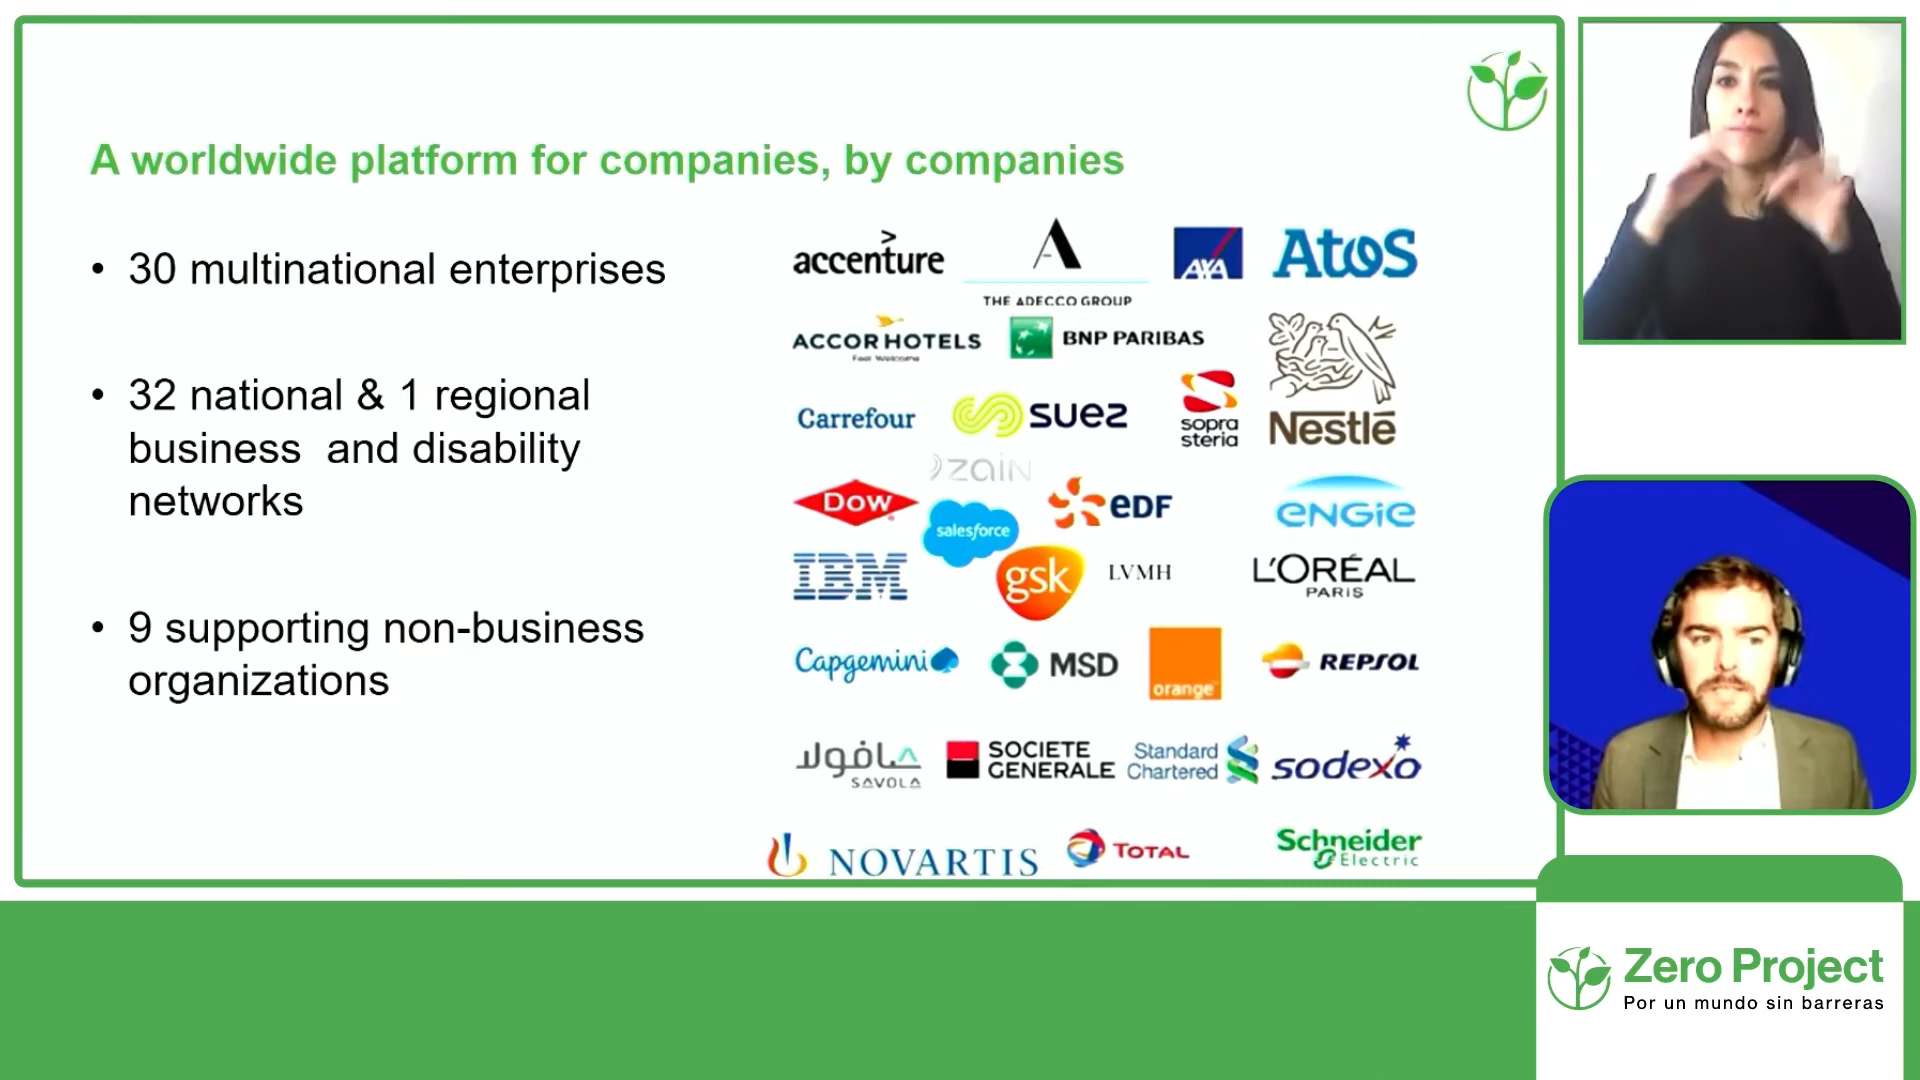 A worldwide platform for companies, by companies
• 30 multinational enterprises
• 32 national & 1 regional
business  and disability
networks
• 9 supporting non-business
organizations
accenture
THE ADECCO GROUP
AXA
Atos
ACCORHOTELS
Feel Welcome
BNP PARIBAS
Nestlé
Carrefour
suez
sopra
steria
zain
Dow
salesforce
eDF
ENGIE
IBM
gsk
LVMH
L'ORÉAL
PARIS
Capgemini
MSD
orange™
REPSOL
صافولا
SAVOLA
SOCIETE
GENERALE
Standard
Chartered
sodexo
NOVARTIS
TOTAL
Schneider
Electric
Zero Project
Por un mundo sin barreras